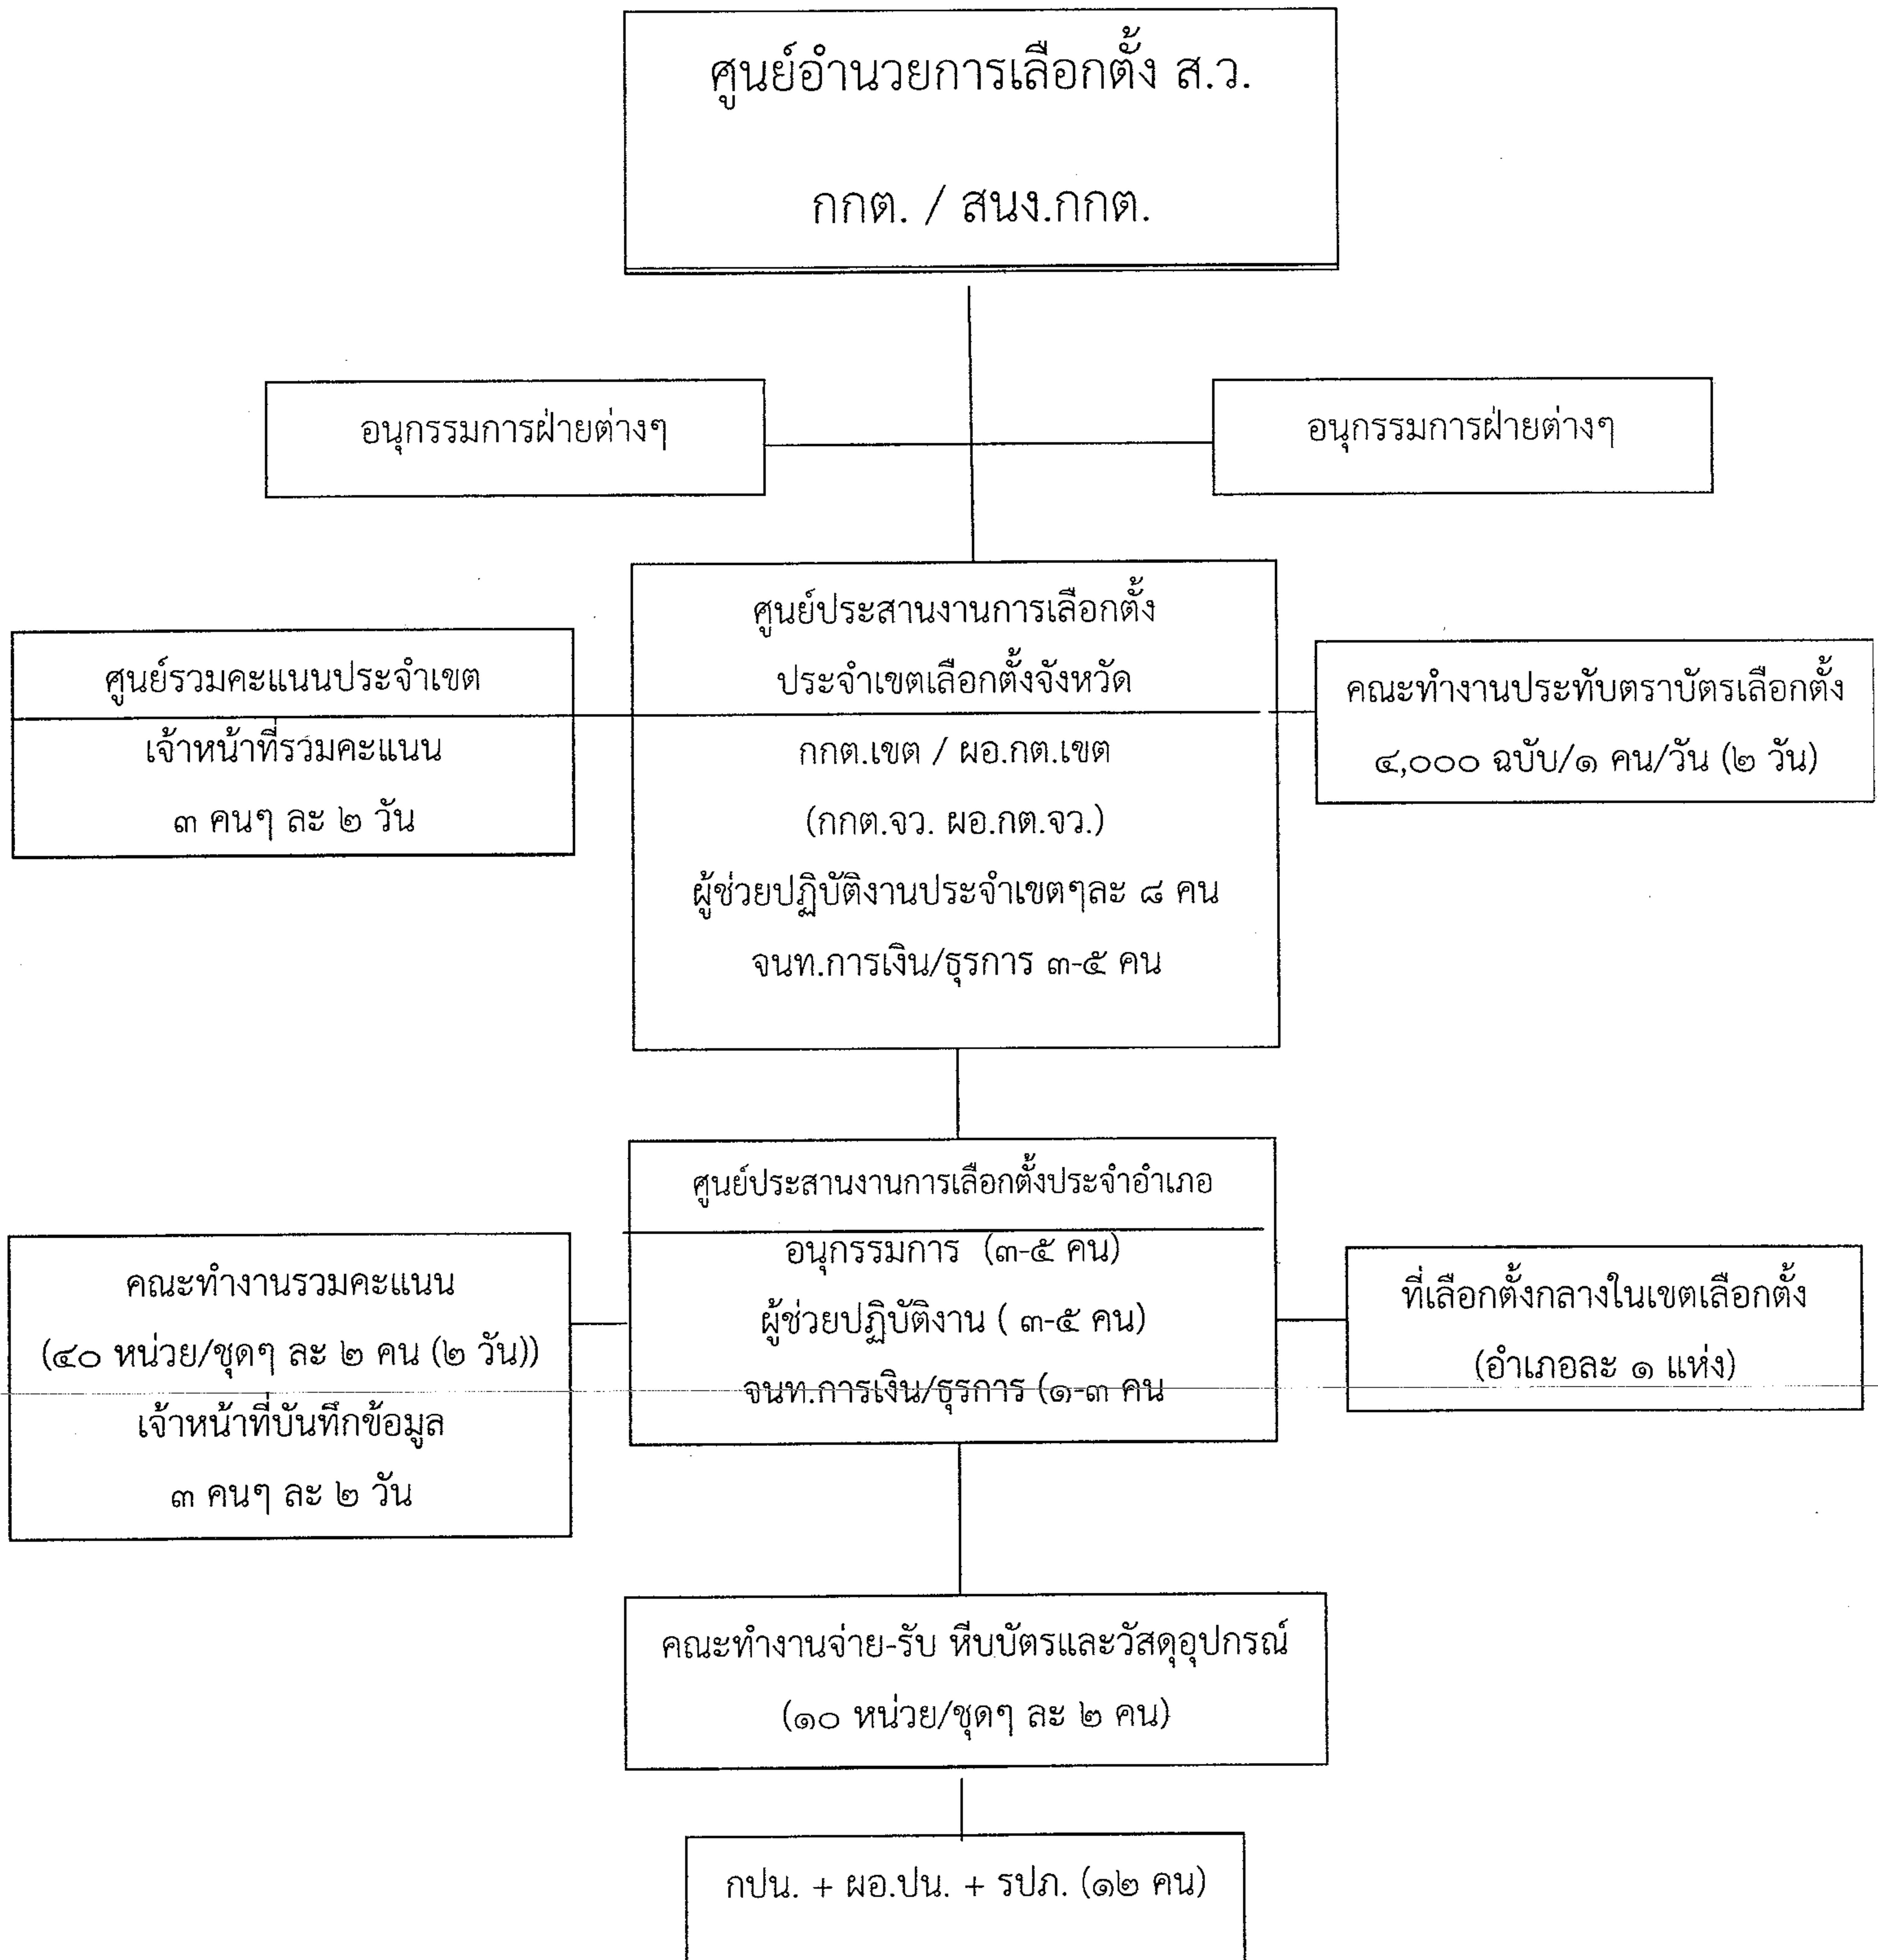 ศูนย์อำนวยการเลือกตั้ง ส.ว.
กกต. / สนง.กกต.
อนุกรรมการฝ่ายต่างๆ
อนุกรรมการฝ่ายต่างๆ
ศูนย์รวมคะแนนประจำเขต
เจ้าหน้าที่รวมคะแนน
๓ คนๆ ละ ๒ วัน
ศูนย์ประสานงานการเลือกตั้ง
ประจำเขตเลือกตั้งจังหวัด
กกต.เขต / ผอ.กต.เขต
(กกต.จว. ผอ.กต.จว.)
ผู้ช่วยปฏิบัติงานประจำเขตๆละ ๘ คน
จนท.การเงิน/ธุรการ ๓-๕ คน
คณะทำงานประทับตราบัตรเลือกตั้ง
๔,๐๐๐ ฉบับ/๑ คน/วัน (๒ วัน)
คณะทำงานรวมคะแนน
(๔๐ หน่วย/ชุดๆ ละ ๒ คน (๒ วัน))
เจ้าหน้าที่บันทึกข้อมูล
๓ คนๆ ละ ๒ วัน
ศูนย์ประสานงานการเลือกตั้งประจำอำเภอ
อนุกรรมการ (๓-๕ คน)
ผู้ช่วยปฏิบัติงาน ( ๓-๕ คน)
จนท.การเงิน/ธุรการ (๑-๓ คน
ที่เลือกตั้งกลางในเขตเลือกตั้ง
(อำเภอละ ๑ แห่ง)
คณะทำงานจ่าย-รับ หีบบัตรและวัสดุอุปกรณ์
(๑๐ หน่วย/ชุดๆ ละ ๒ คน)
กปน. + ผอ.ปน. + รปภ. (๑๒ คน)